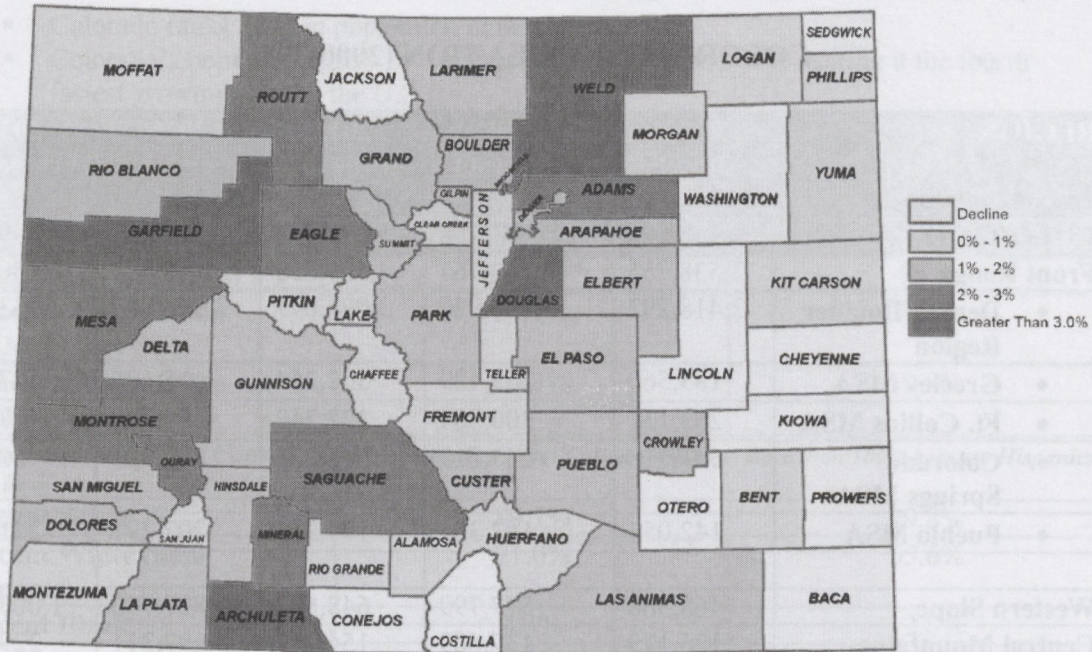 SEDGWICK
LOGAN
PHILLIPS
MOFFAT
JACKSON
LARIMER
WELD
ROUTT
MORGAN
BOULDER
GRAND
RIO BLANCO
GILPIN
ADAMS
YUMA
WASHINGTON
CLEAR CREEK
DENVER
GARFIELD
EAGLE
SUMMIT
JEFFERSON
ARAPAHOE
Decline
0% - 1%
1% - 2%
2% - 3%
Greater Than 3.0%
ELBERT
KIT CARSON
PITKIN
DOUGLAS
LAKE
PARK
MESA
DELTA
EL PASO
LINCOLN
CHEYENNE
CHAFFEE
TELLER
GUNNISON
FREMONT
KIOWA
MONTROSE
CROWLEY
OURAY
SAGUACHE
PUEBLO
SAN MIGUEL
HINSDALE
CUSTER
BENT
PROWERS
OTERO
DOLORES
SAN JUAN
MINERAL
ALAMOSA
HUERFANO
RIO GRANDE
MONTEZUMA
LA PLATA
LAS ANIMAS
BACA
ARCHULETA
CONEJOS
COSTILLA